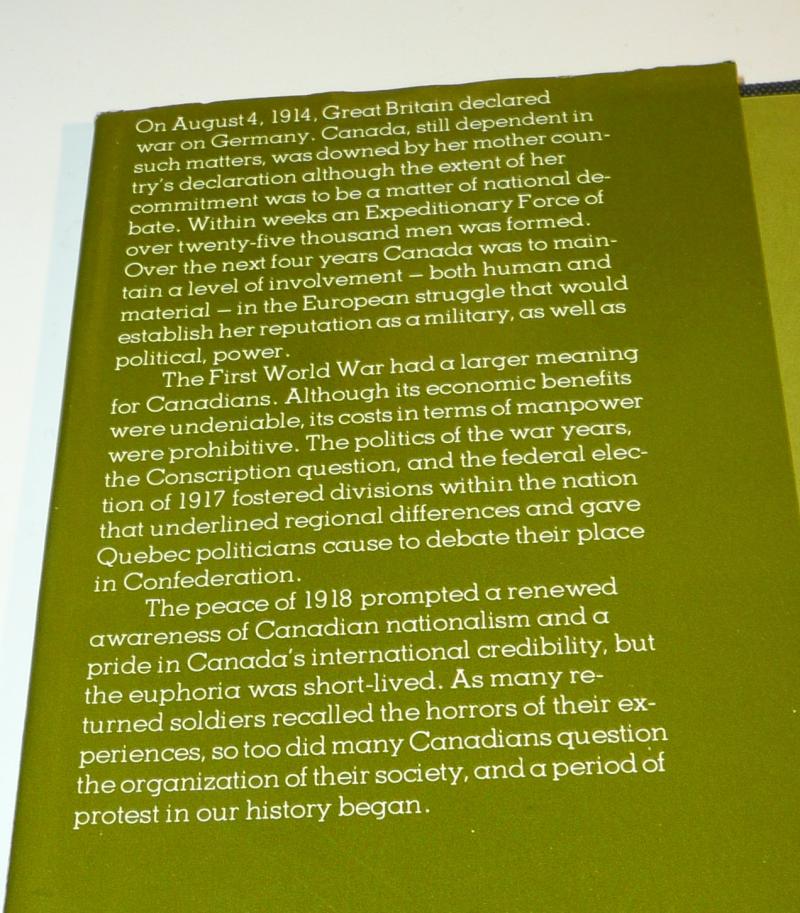 On August 4, 1914, Great Britain declared
war on Germany. Canada, still dependent in
such matters, was downed by her mother coun-
try's declaration although the extent of her
commitment was to be a matter of national de-
bate. Within weeks an Expeditionary Force of
over twenty-five thousand men was formed.
Over the next four years Canada was to main-
tain a level of involvement – both human and
material – in the European struggle that would
establish her reputation as a military, as well as
political, power.
The First World War had a larger meaning
for Canadians. Although its economic benefits
were undeniable, its costs in terms of manpower
were prohibitive. The politics of the war years,
the Conscription question, and the federal elec-
tion of 1917 fostered divisions within the nation
that underlined regional differences and gave
Quebec politicians cause to debate their place
in Confederation.
The peace of 1918 prompted a renewed
awareness of Canadian nationalism and a
pride in Canada's international credibility, but
the euphoria was short-lived. As many re-
turned soldiers recalled the horrors of their ex-
periences, so too did many Canadians question
the organization of their society, and a period of
protest in our history began.